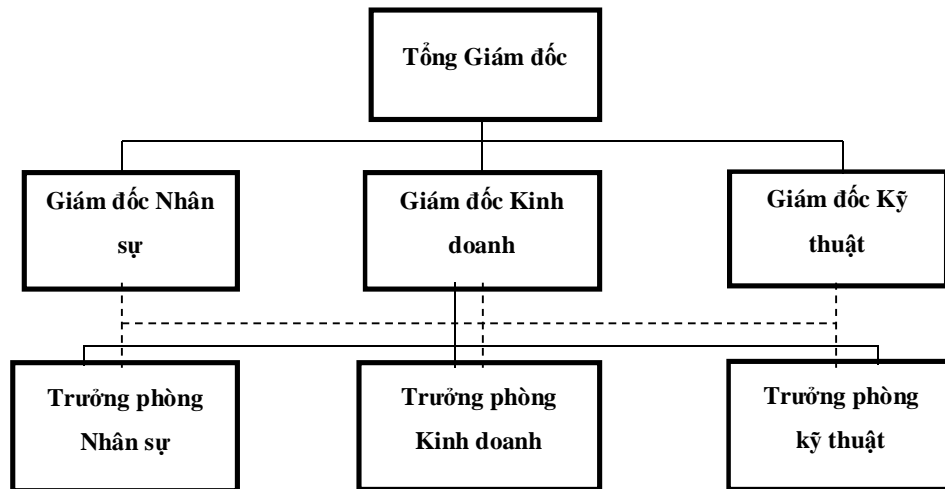 Tổng Giám đốc
Giám đốc Nhân
sự
Giám đốc Kinh
doanh
Giám đốc Kỹ
thuật
Trưởng phòng
Nhân sự
Trưởng phòng
Kinh doanh
Trưởng phòng
kỹ thuật